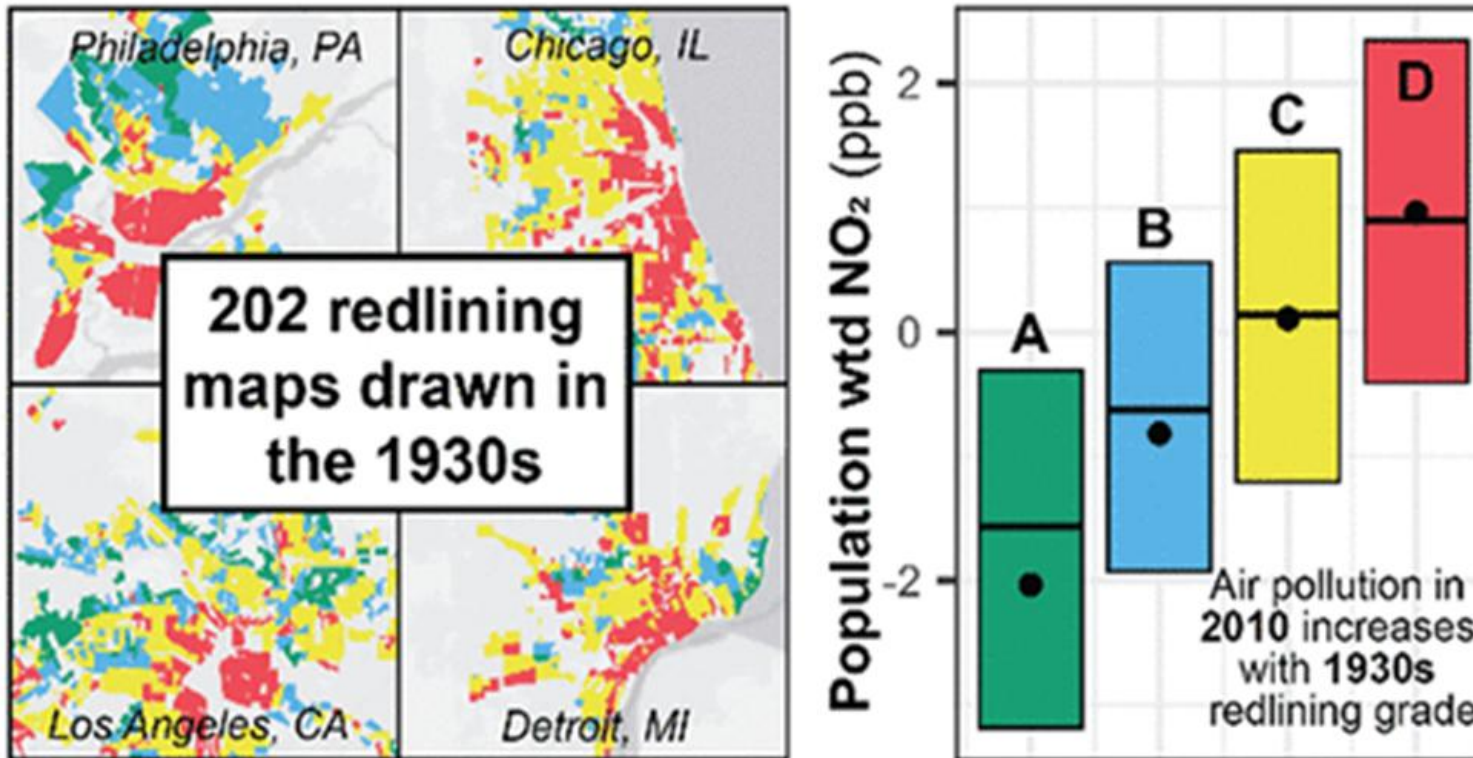 Philadelphia, PA
Chicago, IL
202 redlining
maps drawn in
the 1930s
Los Angeles, CA
Detroit, MI
Population wtd NO₂ (ppb)
2
0
-2
A
B
C
D
Air pollution in
2010 increases
with 1930s
redlining grade